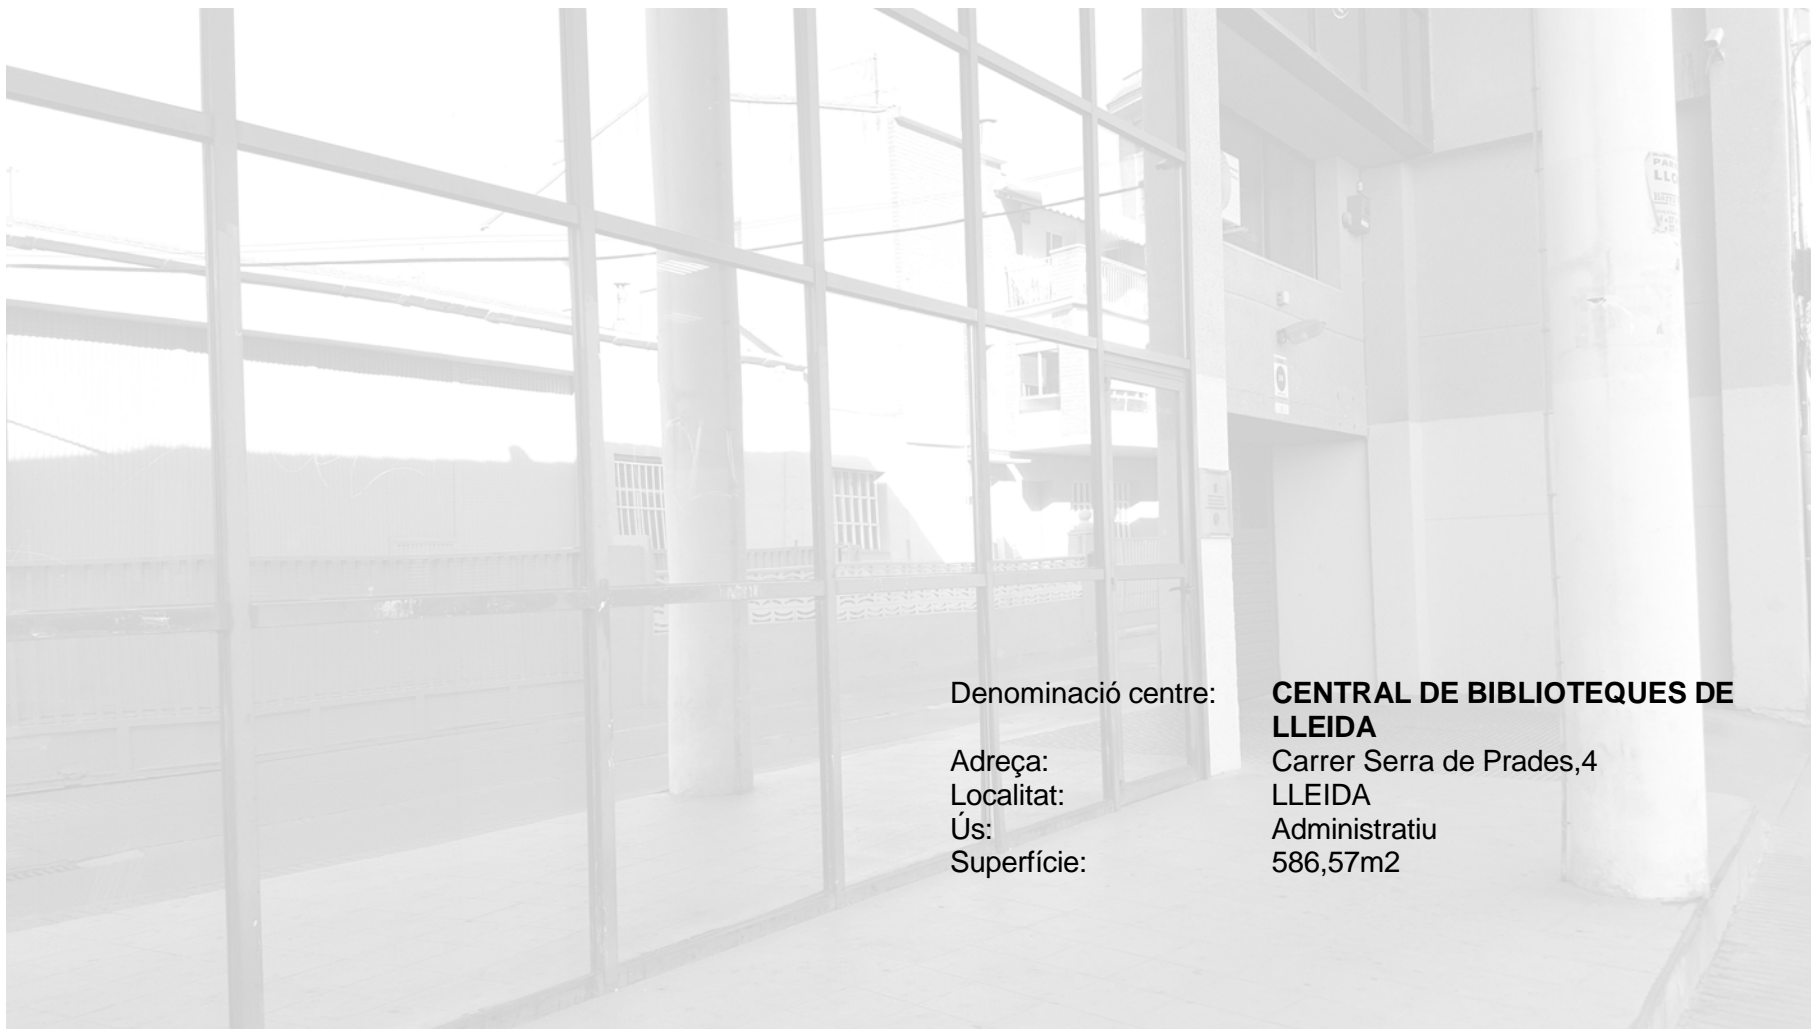 Denominació centre: CENTRAL DE BIBLIOTEQUES DE
LLEIDA
Adreça: Carrer Serra de Prades,4
Localitat: LLEIDA
Ús: Administratiu
Superfície: 586,57m2